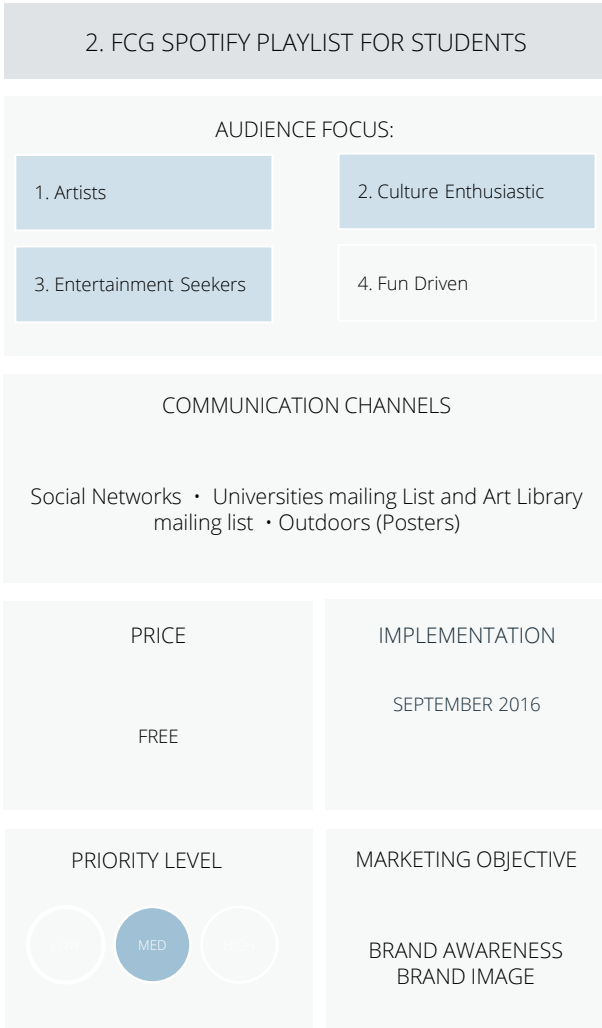 2. FCG SPOTIFY PLAYLIST FOR STUDENTS
AUDIENCE FOCUS:
1. Artists
2. Culture Enthusiastic
3. Entertainment Seekers
4. Fun Driven
COMMUNICATION CHANNELS
Social Networks • Universities mailing List and Art Library
mailing list • Outdoors (Posters)
PRICE
FREE
IMPLEMENTATION
SEPTEMBER 2016
PRIORITY LEVEL
MED
MARKETING OBJECTIVE
BRAND AWARENESS
BRAND IMAGE